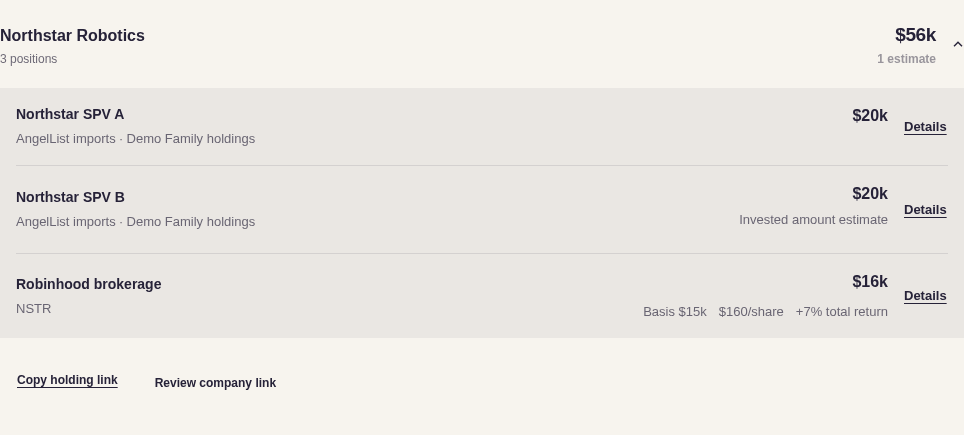 Northstar Robotics
$56k
3 positions
1 estimate
Northstar SPV A
$20k
AngelList imports · Demo Family holdings
Details
Northstar SPV B
$20k
AngelList imports · Demo Family holdings
Invested amount estimate
Details
Robinhood brokerage
$16k
NSTR
Basis $15k $160/share +7% total return
Details
Copy holding link
Review company link